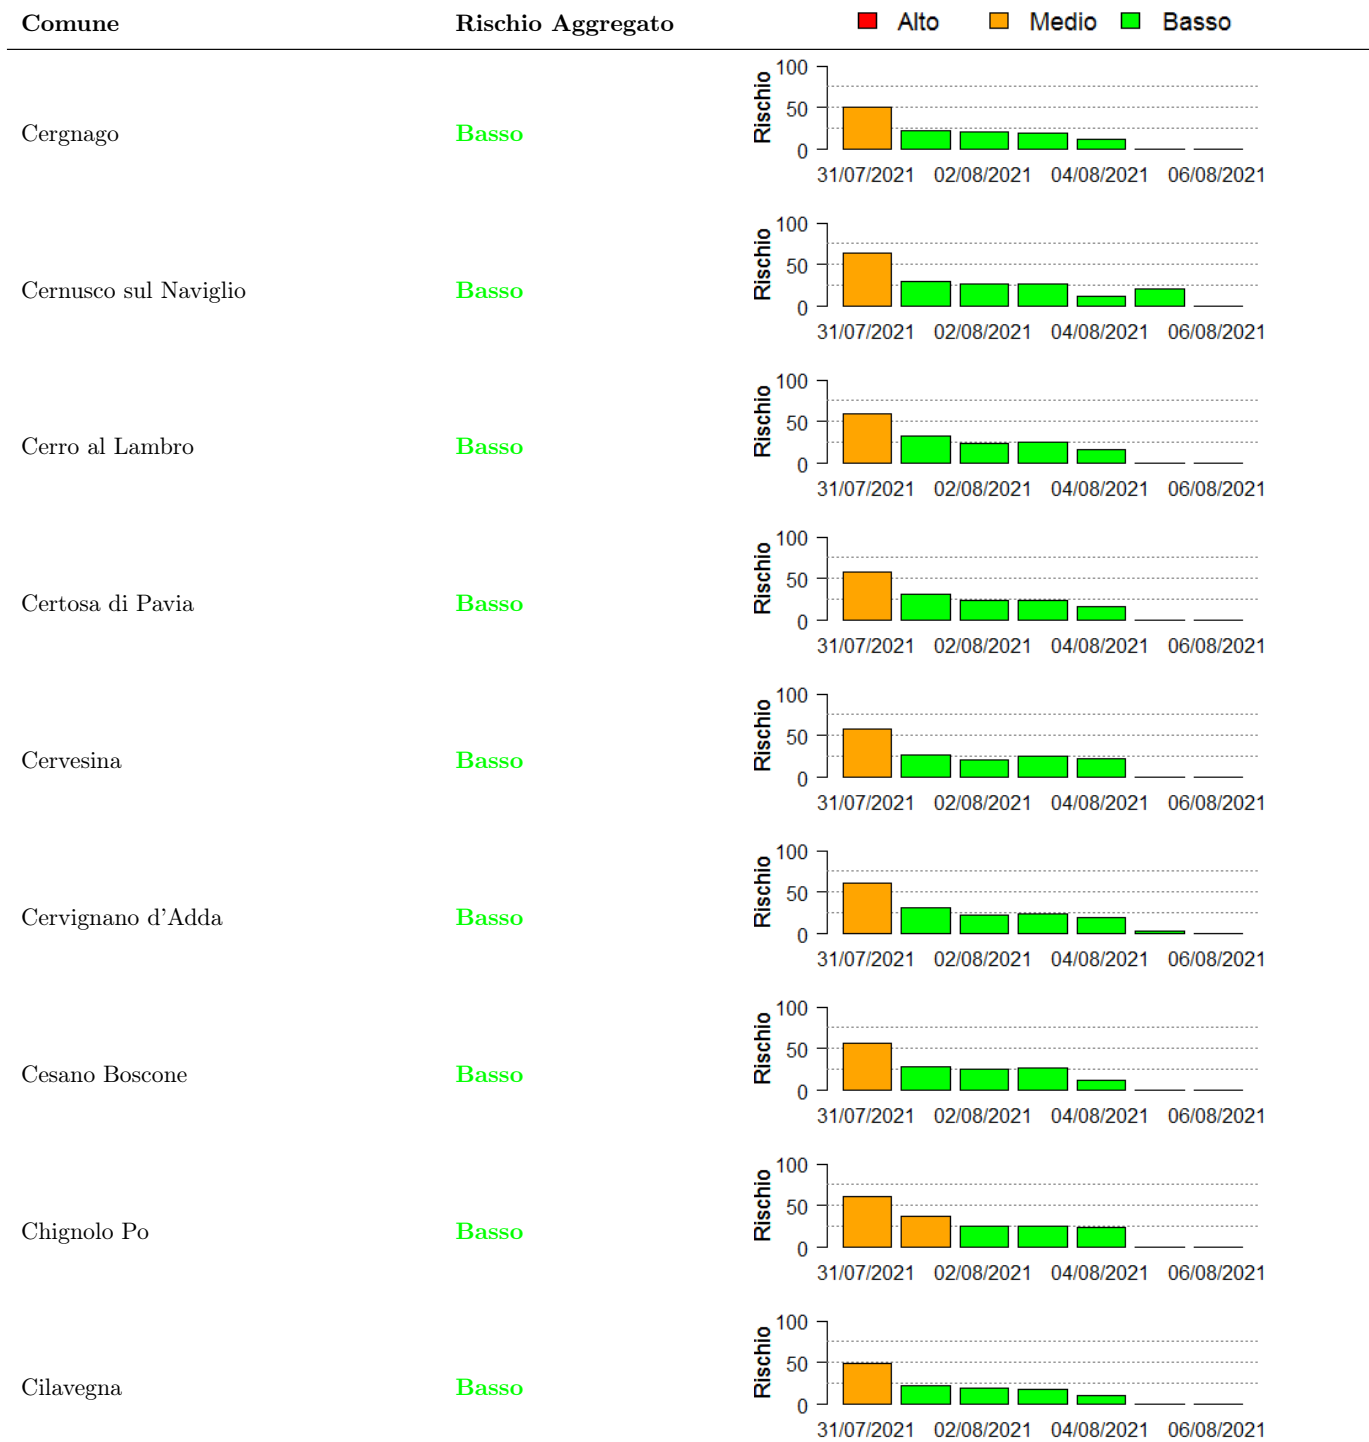 Comune Rischio Aggregato Alto Medio Basso
100
50
0
Rischio
Cergnago Basso
31/07/2021 02/08/2021 04/08/2021 06/08/2021
100
50
0
Rischio
Cernusco sul Naviglio Basso
31/07/2021 02/08/2021 04/08/2021 06/08/2021
100
50
0
Rischio
Cerro al Lambro Basso
31/07/2021 02/08/2021 04/08/2021 06/08/2021
100
50
0
Rischio
Certosa di Pavia Basso
31/07/2021 02/08/2021 04/08/2021 06/08/2021
100
50
0
Rischio
Cervesina Basso
31/07/2021 02/08/2021 04/08/2021 06/08/2021
100
50
0
Rischio
Cervignano d'Adda Basso
31/07/2021 02/08/2021 04/08/2021 06/08/2021
100
50
0
Rischio
Cesano Boscone Basso
31/07/2021 02/08/2021 04/08/2021 06/08/2021
100
50
0
Rischio
Chignolo Po Basso
31/07/2021 02/08/2021 04/08/2021 06/08/2021
100
50
0
Rischio
Cilavegna Basso
31/07/2021 02/08/2021 04/08/2021 06/08/2021